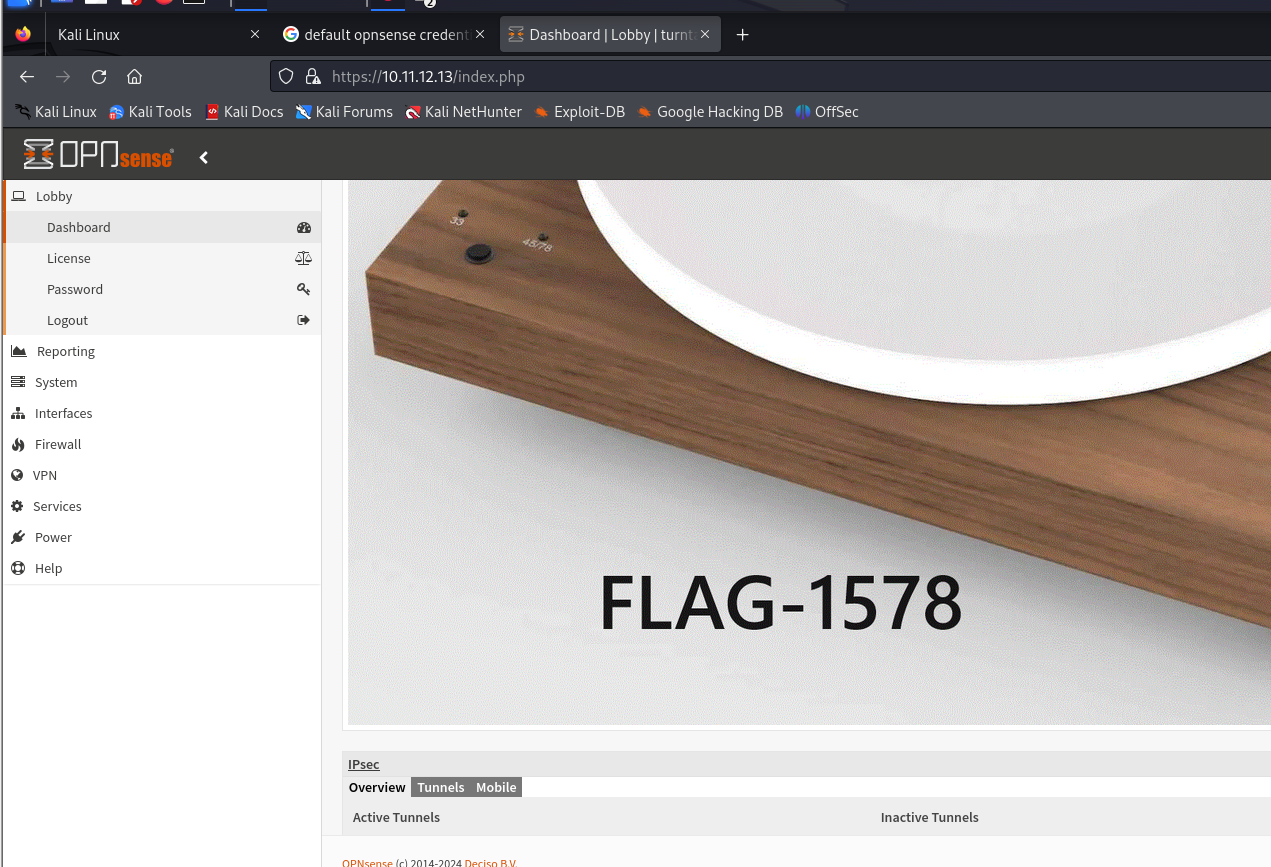 2
Kali Linux
default opnsense credent
Dashboard | Lobby | turnt
https://10.11.12.13/index.php
Kali Linux Kali Tools Kali Docs Kali Forums Kali NetHunter Exploit-DB Google Hacking DB OffSec
OPNsense
Lobby
Dashboard
License
Password
Logout
Reporting
System
Interfaces
Firewall
VPN
Services
Power
Help
33
45/78
FLAG-1578
IPsec
Overview Tunnels Mobile
Active Tunnels Inactive Tunnels
OPNsense (c) 2014-2024 Deciso B.V.